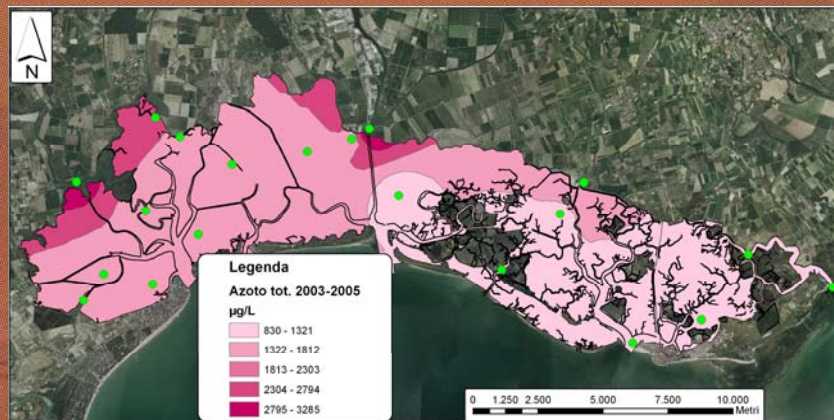 N
Legenda
Azoto tot. 2003-2005
µg/L
830 - 1321
1322 - 1812
1813 - 2303
2304 - 2794
2795 - 3285
0 1.250 2.500 5.000 7.500 10.000
Metri